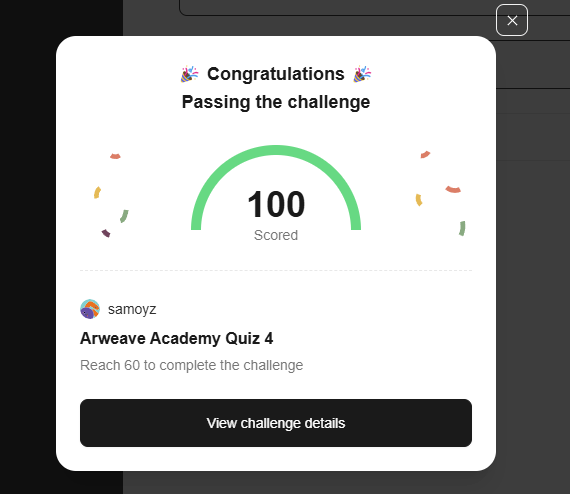 🎉 Congratulations 🎉
Passing the challenge
100
Scored
samoyz
Arweave Academy Quiz 4
Reach 60 to complete the challenge
View challenge details